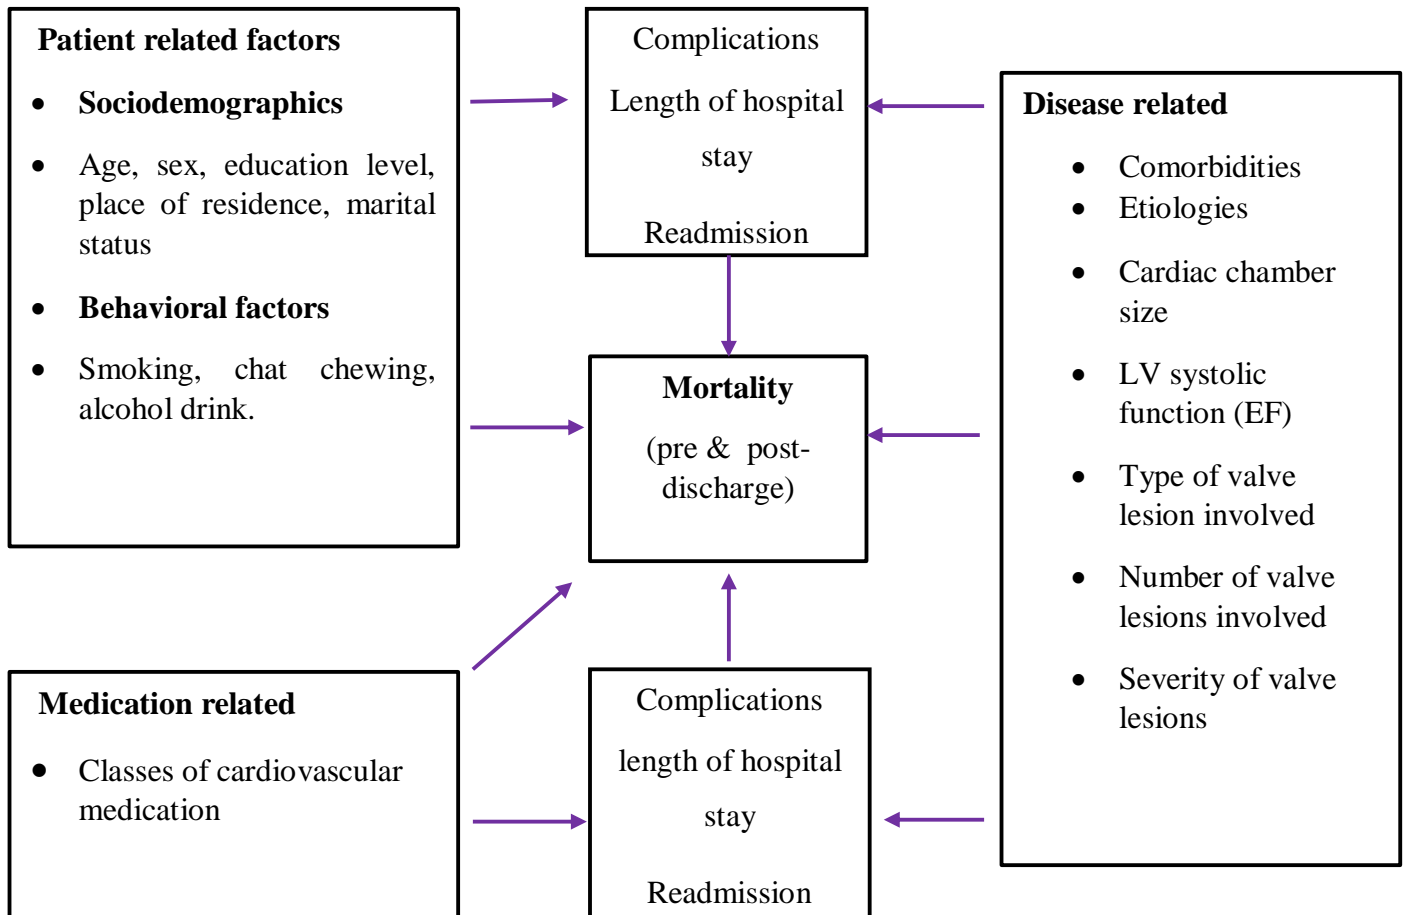 Patient related factors
• Sociodemographics
• Age, sex, education level,
place of residence, marital
status
• Behavioral factors
• Smoking, chat chewing,
alcohol drink.
Complications
Length of hospital
stay
Readmission
Disease related
• Comorbidities
• Etiologies
• Cardiac chamber
size
• LV systolic
function (EF)
• Type of valve
lesion involved
• Number of valve
lesions involved
• Severity of valve
lesions
Mortality
(pre & post-
discharge)
Medication related
• Classes of cardiovascular
medication
Complications
length of hospital
stay
Readmission